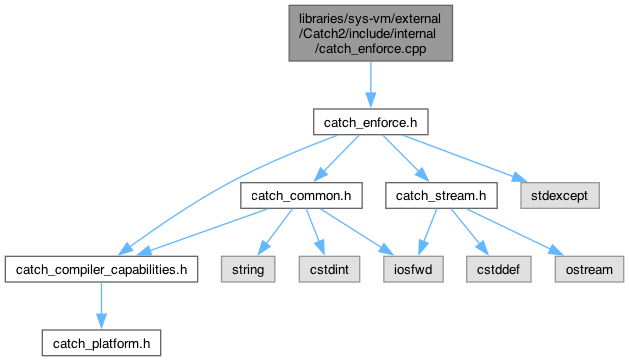 libraries/sys-vm/external
/Catch2/include/internal
/catch_enforce.cpp
catch_enforce.h
catch_common.h
catch_stream.h
stdexcept
catch_compiler_capabilities.h
string
cstdint
iosfwd
cstddef
ostream
catch_platform.h